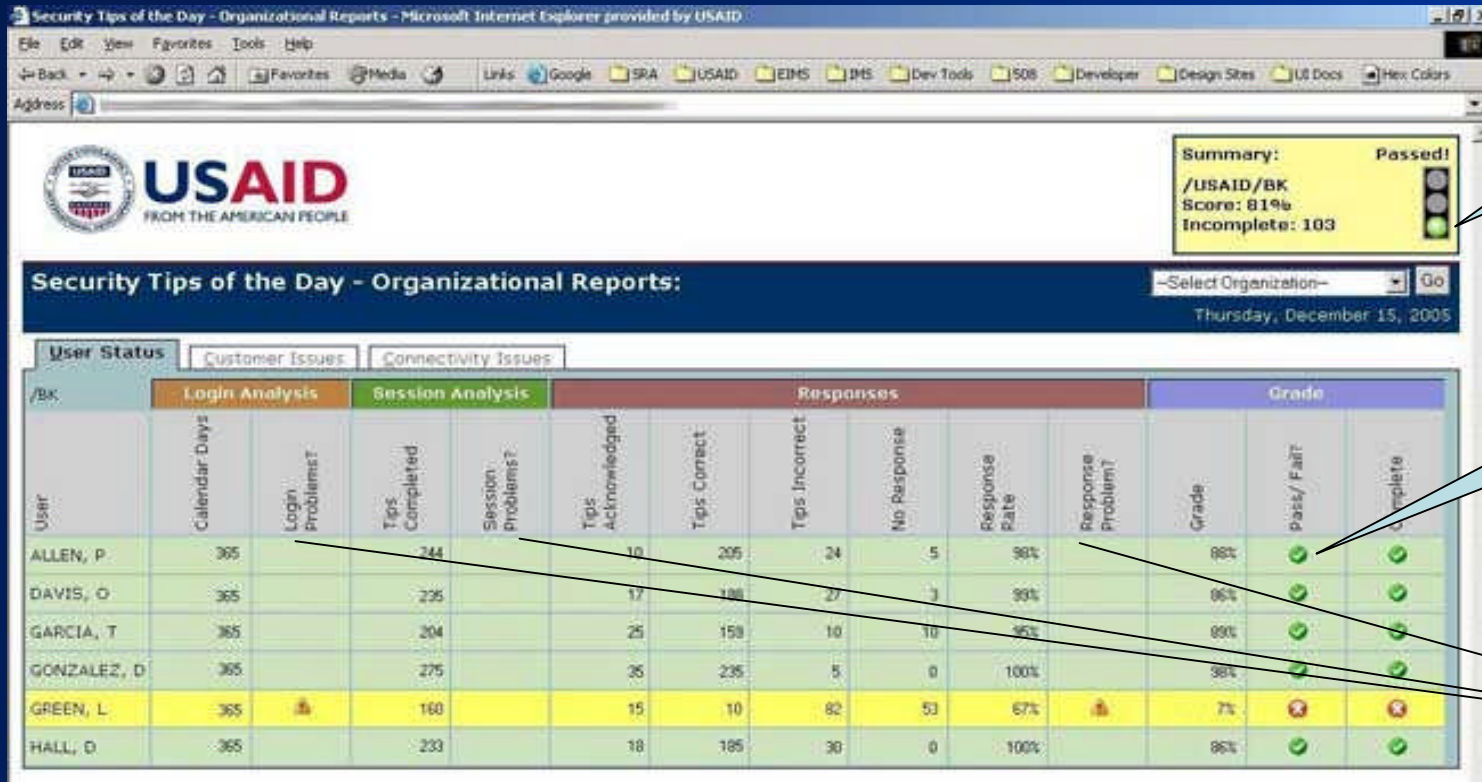 Security Tips of the Day - Organizational Reports - Microsoft Internet Explorer provided by USAID
File Edit View Favorites Tools Help
Back Favorites Media Links Google SRA USAID EIMS IMS Dev Tools 508 Developer Design Sites UI Docs Hex Colors
Address
USAID
USAID
FROM THE AMERICAN PEOPLE
Summary: Passed!
/USAID/BK
Score: 81%
Incomplete: 103
Security Tips of the Day - Organizational Reports:
--Select Organization-- Go
Thursday, December 15, 2005
User Status Customer Issues Connectivity Issues
/BK Login Analysis Session Analysis Responses Grade
User Calendar Days Login Problems? Tips Completed Session Problems? Tips Acknowledged Tips Correct Tips Incorrect No Response Response Rate Response Problem? Grade Pass/ Fail? Complete
ALLEN, P 365 244 10 205 24 5 98% 88%
DAVIS, O 365 235 17 188 27 3 99% 86%
GARCIA, T 365 204 25 159 10 10 95% 89%
GONZALEZ, D 365 275 35 235 5 0 100% 98%
GREEN, L 365 160 15 10 82 53 67% 7%
HALL, D 365 233 18 185 30 0 100% 86%